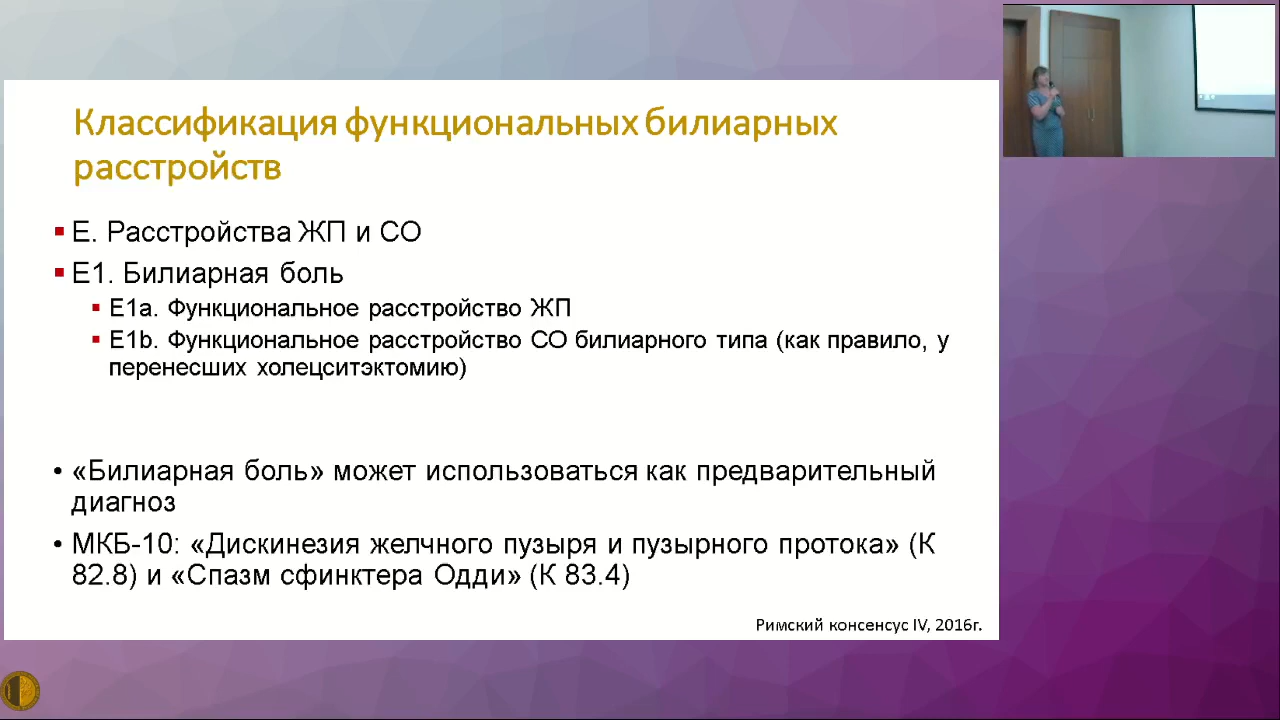 Классификация функциональных билиарных
расстройств
Е. Расстройства ЖП и СО
Е1. Билиарная боль
Е1а. Функциональное расстройство ЖП
Е1b. Функциональное расстройство СО билиарного типа (как правило, у
перенесших холецситэктомию)
• «Билиарная боль» может использоваться как предварительный
диагноз
• МКБ-10: «Дискинезия желчного пузыря и пузырного протока» (К
82.8) и «Спазм сфинктера Одди» (К 83.4)
Римский консенсус IV, 2016г.